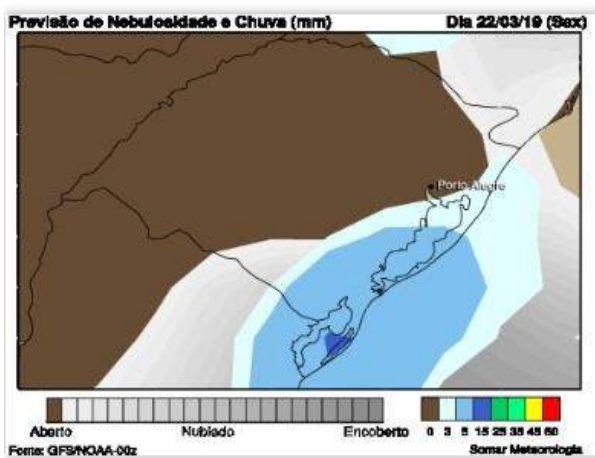 Previsão de Nebulosidade e Chuva (mm) Dia 22/03/19 (Sex)
Porto Alegre
0 3 5 15 25 35 45 60
Aberto Nublado Encoberto
Fonte: GFS/NOAA-00z Somar Meteorologia